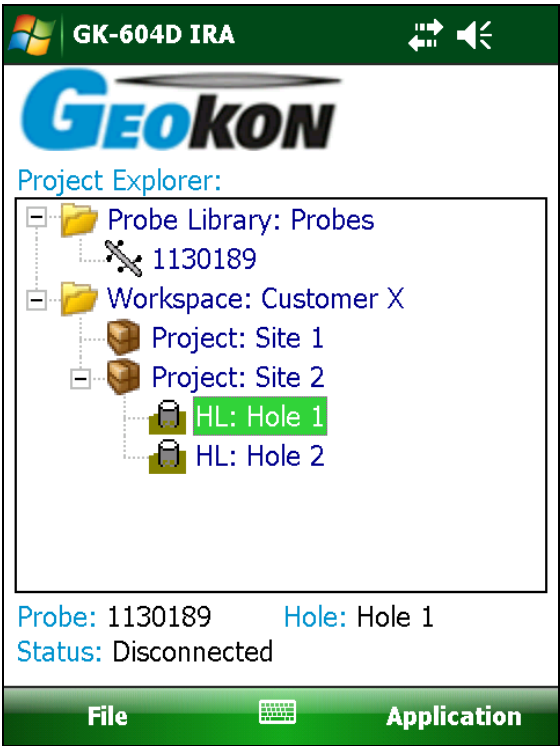 GK-604D IRA
GEOKON
Project Explorer:
Probe Library: Probes
1130189
Workspace: Customer X
Project: Site 1
Project: Site 2
HL: Hole 1
HL: Hole 2
Probe: 1130189 Hole: Hole 1
Status: Disconnected
File Application